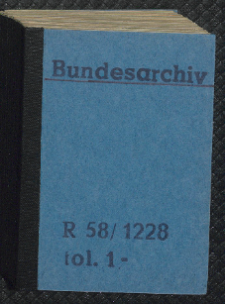 Bundesarchiv
R 58/1228
fol. 1-